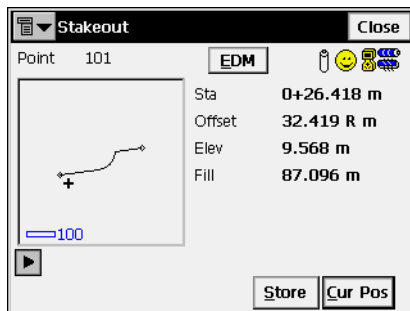 Stakeout Close
Point 101 EDM
Sta 0+26.418 m
Offset 32.419 R m
Elev 9.568 m
Fill 87.096 m
100
Store Cur Pos